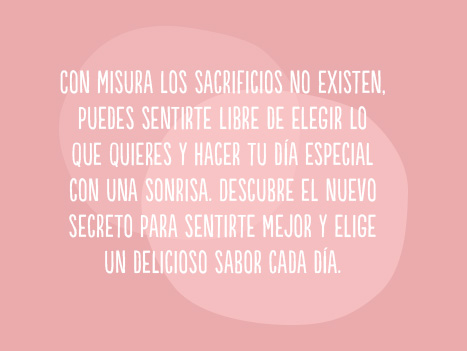 CON MISURA LOS SACRIFICIOS NO EXISTEN,
PUEDES SENTIRTE LIBRE DE ELEGIR LO
QUE QUIERES Y HACER TU DÍA ESPECIAL
CON UNA SONRISA. DESCUBRE EL NUEVO
SECRETO PARA SENTIRTE MEJOR Y ELIGE
UN DELICIOSO SABOR CADA DÍA.